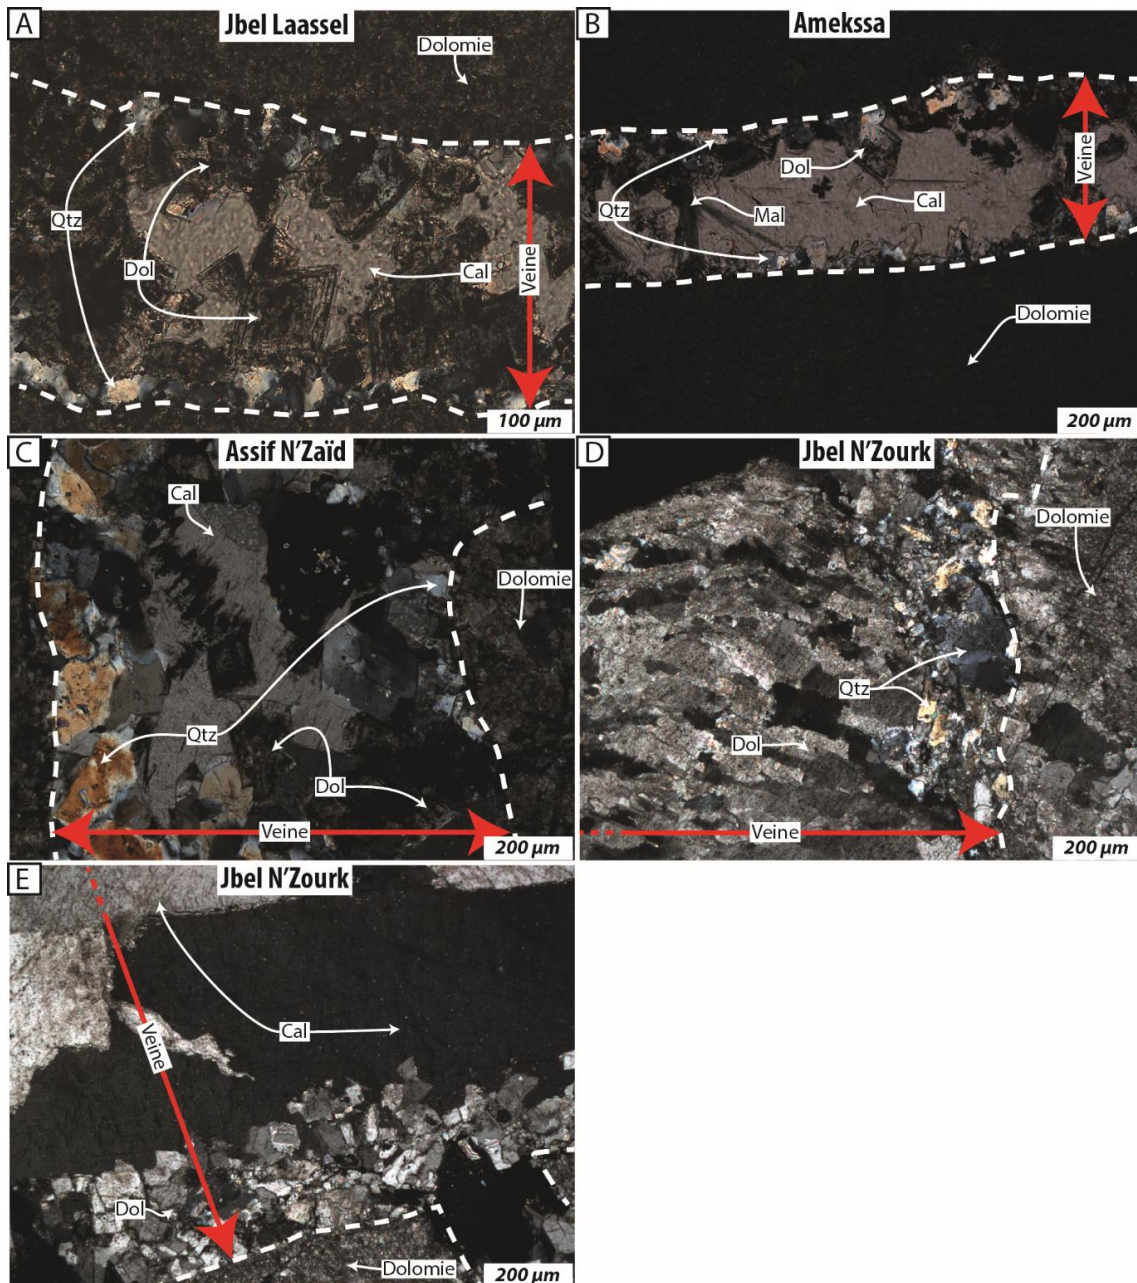 A
Jbel Laassel
Dolomie
Qtz
Dol
Cal
Veine
100 µm
B
Amekssa
Dol
Qtz
Mal
Cal
Veine
Dolomie
200 µm
C
Assif N'Zaïd
Cal
Dolomie
Qtz
Dol
Veine
200 µm
D
Jbel N'Zourk
Dolomie
Qtz
Dol
Veine
200 µm
E
Jbel N'Zourk
Veine
Cal
Dol
Dolomie
200 µm